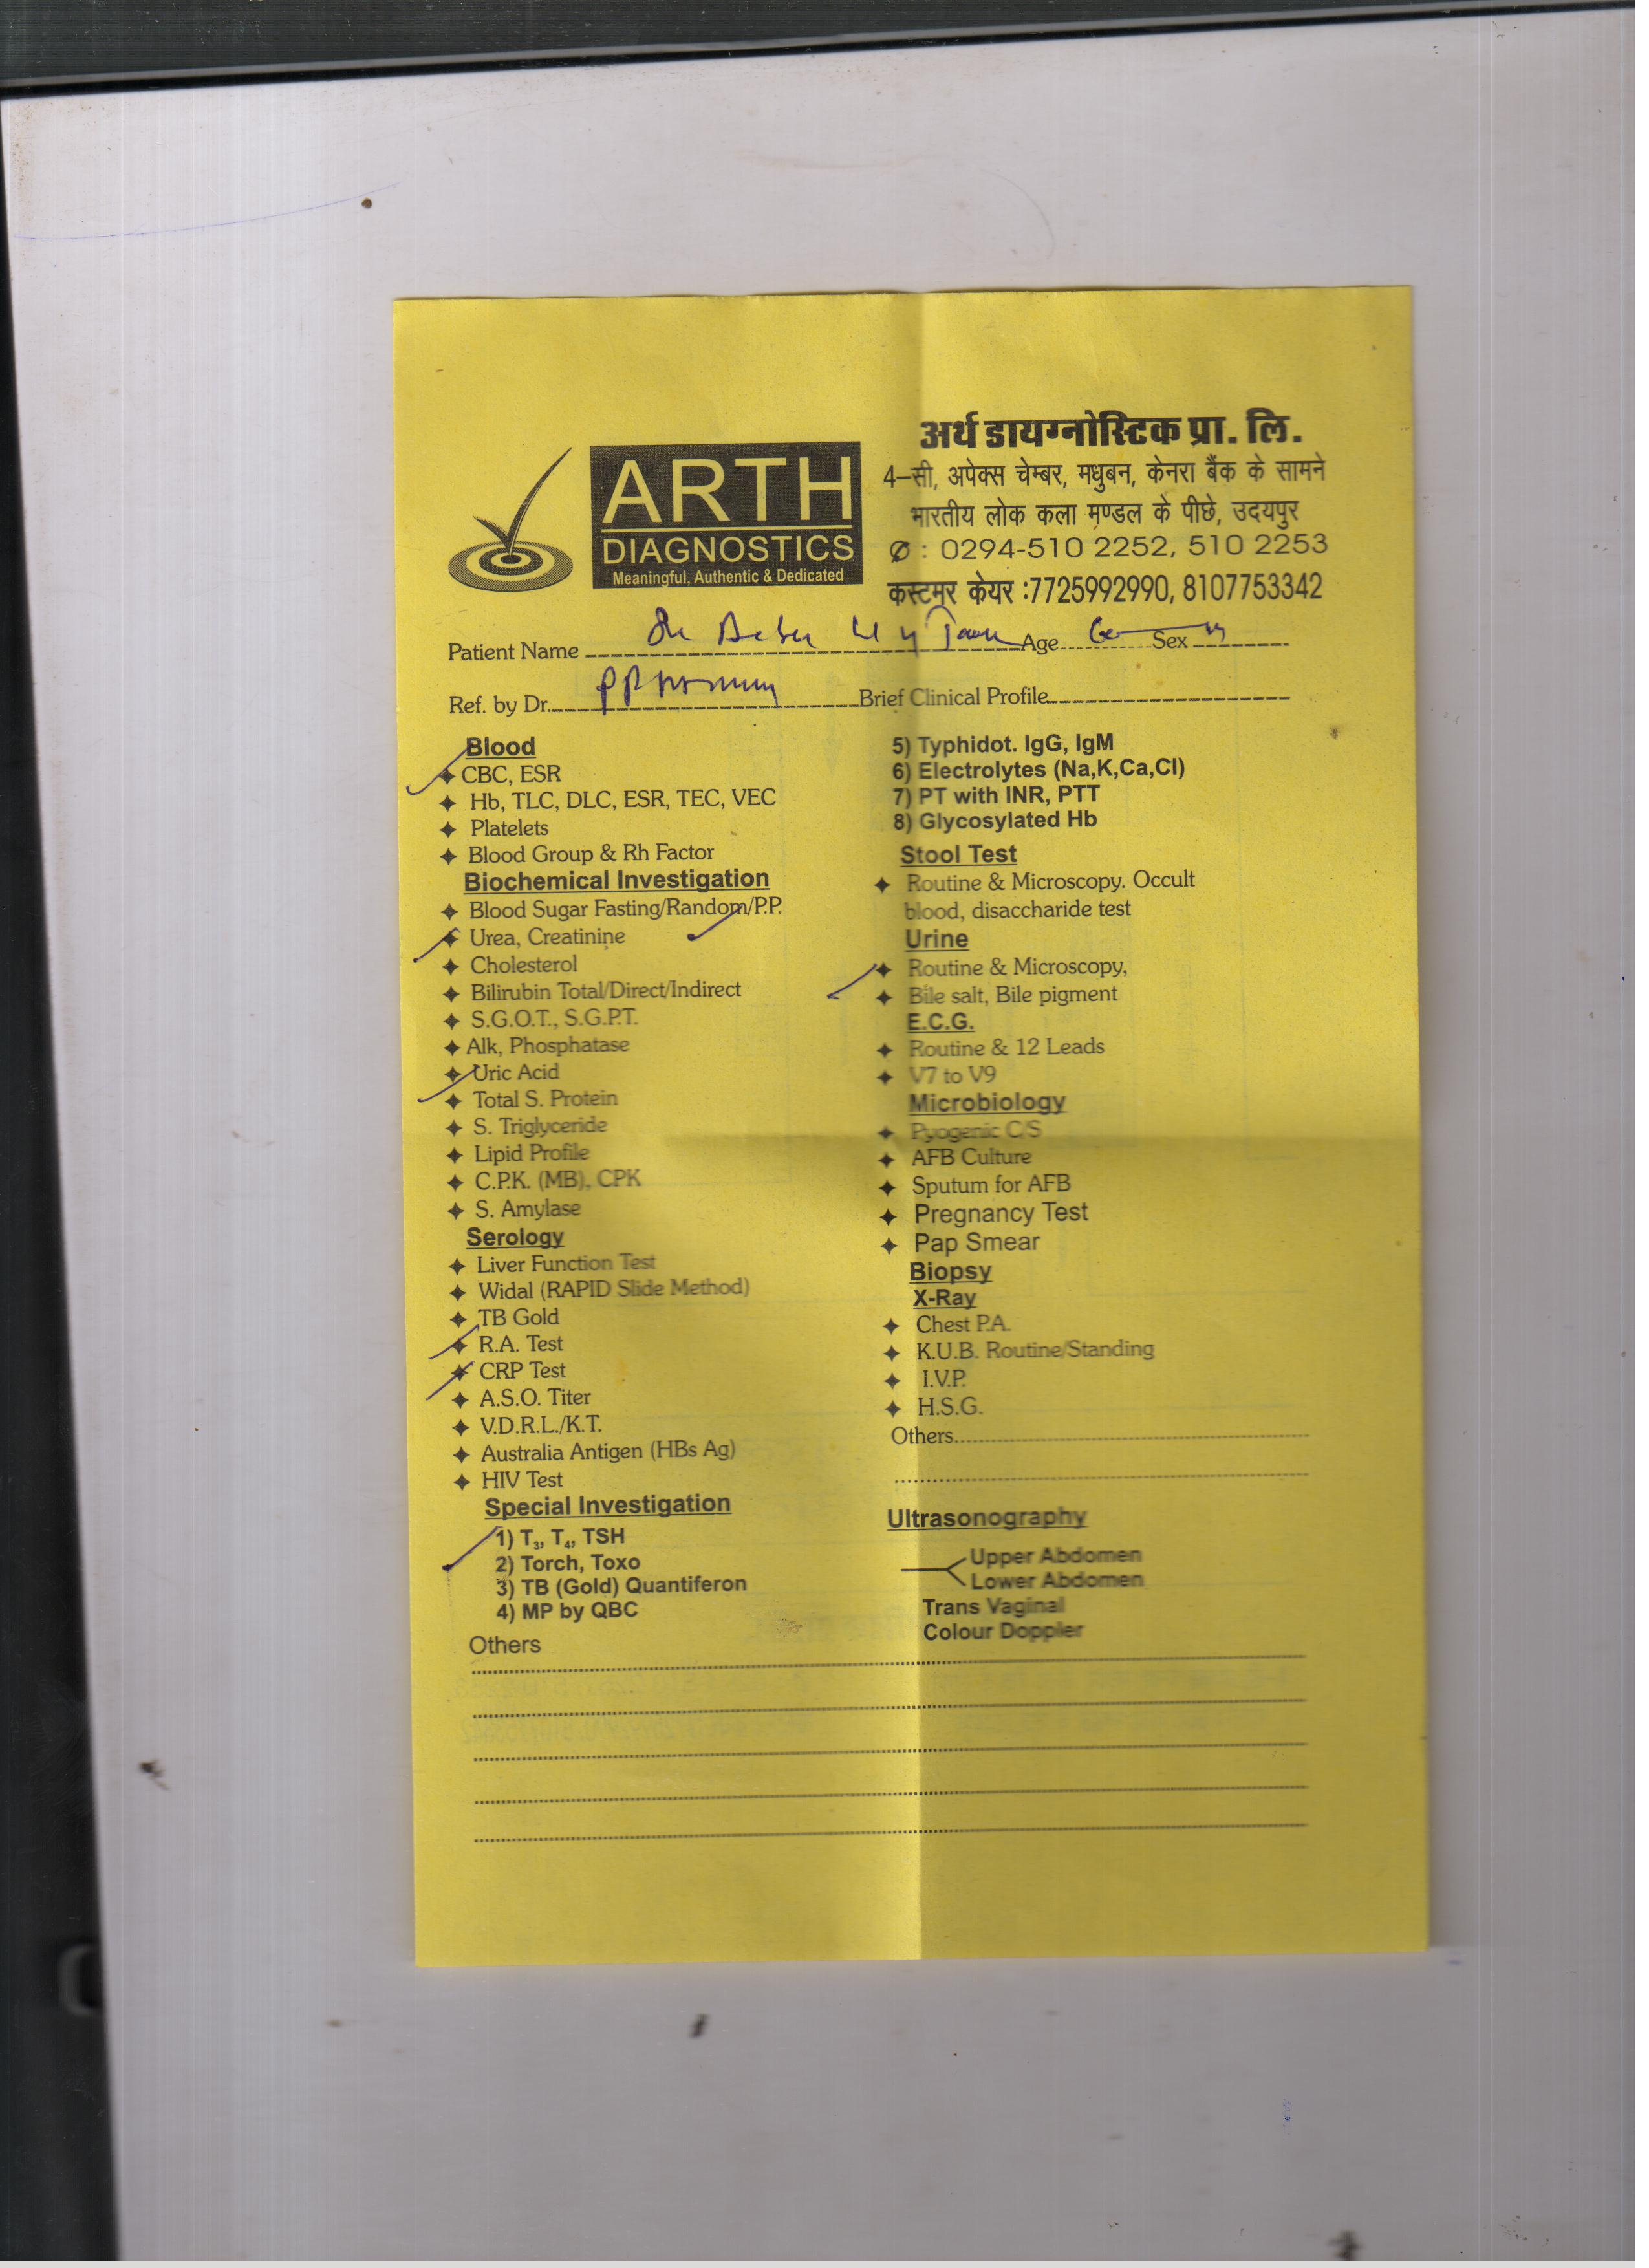 ARTH
DIAGNOSTICS
Meaningful, Authentic & Dedicated
अर्थ डायग्नोस्टिक प्रा. लि.
4-सी, अपेक्स चेम्बर, मधुबन, केनरा बैंक के सामने
भारतीय लोक कला मण्डल के पीछे, उदयपुर
: 0294-510 2252, 510 2253
कस्टमर केयर :7725992990, 8107753342
Patient Name Age Sex
Ref. by Dr. Brief Clinical Profile
Blood
CBC, ESR
Hb, TLC, DLC, ESR, TEC, VEC
Platelets
Blood Group & Rh Factor
Biochemical Investigation
Blood Sugar Fasting/Random/P.P.
Urea, Creatinine
Cholesterol
Bilirubin Total/Direct/Indirect
S.G.O.T., S.G.P.T.
Alk, Phosphatase
Uric Acid
Total S. Protein
S. Triglyceride
Lipid Profile
C.P.K. (MB), CPK
S. Amylase
Serology
Liver Function Test
Widal (RAPID Slide Method)
TB Gold
R.A. Test
CRP Test
A.S.O. Titer
V.D.R.L./K.T.
Australia Antigen (HBs Ag)
HIV Test
Special Investigation
1) T3, T4, TSH
2) Torch, Toxo
3) TB (Gold) Quantiferon
4) MP by QBC
Others
5) Typhidot. IgG, IgM
6) Electrolytes (Na,K,Ca,Cl)
7) PT with INR, PTT
8) Glycosylated Hb
Stool Test
Routine & Microscopy. Occult
blood, disaccharide test
Urine
Routine & Microscopy,
Bile salt, Bile pigment
E.C.G.
Routine & 12 Leads
V7 to V9
Microbiology
Pyogenic C/S
AFB Culture
Sputum for AFB
Pregnancy Test
Pap Smear
Biopsy
X-Ray
Chest P.A.
K.U.B. Routine/Standing
I.V.P.
H.S.G.
Others
Ultrasonography
Upper Abdomen
Lower Abdomen
Trans Vaginal
Colour Doppler